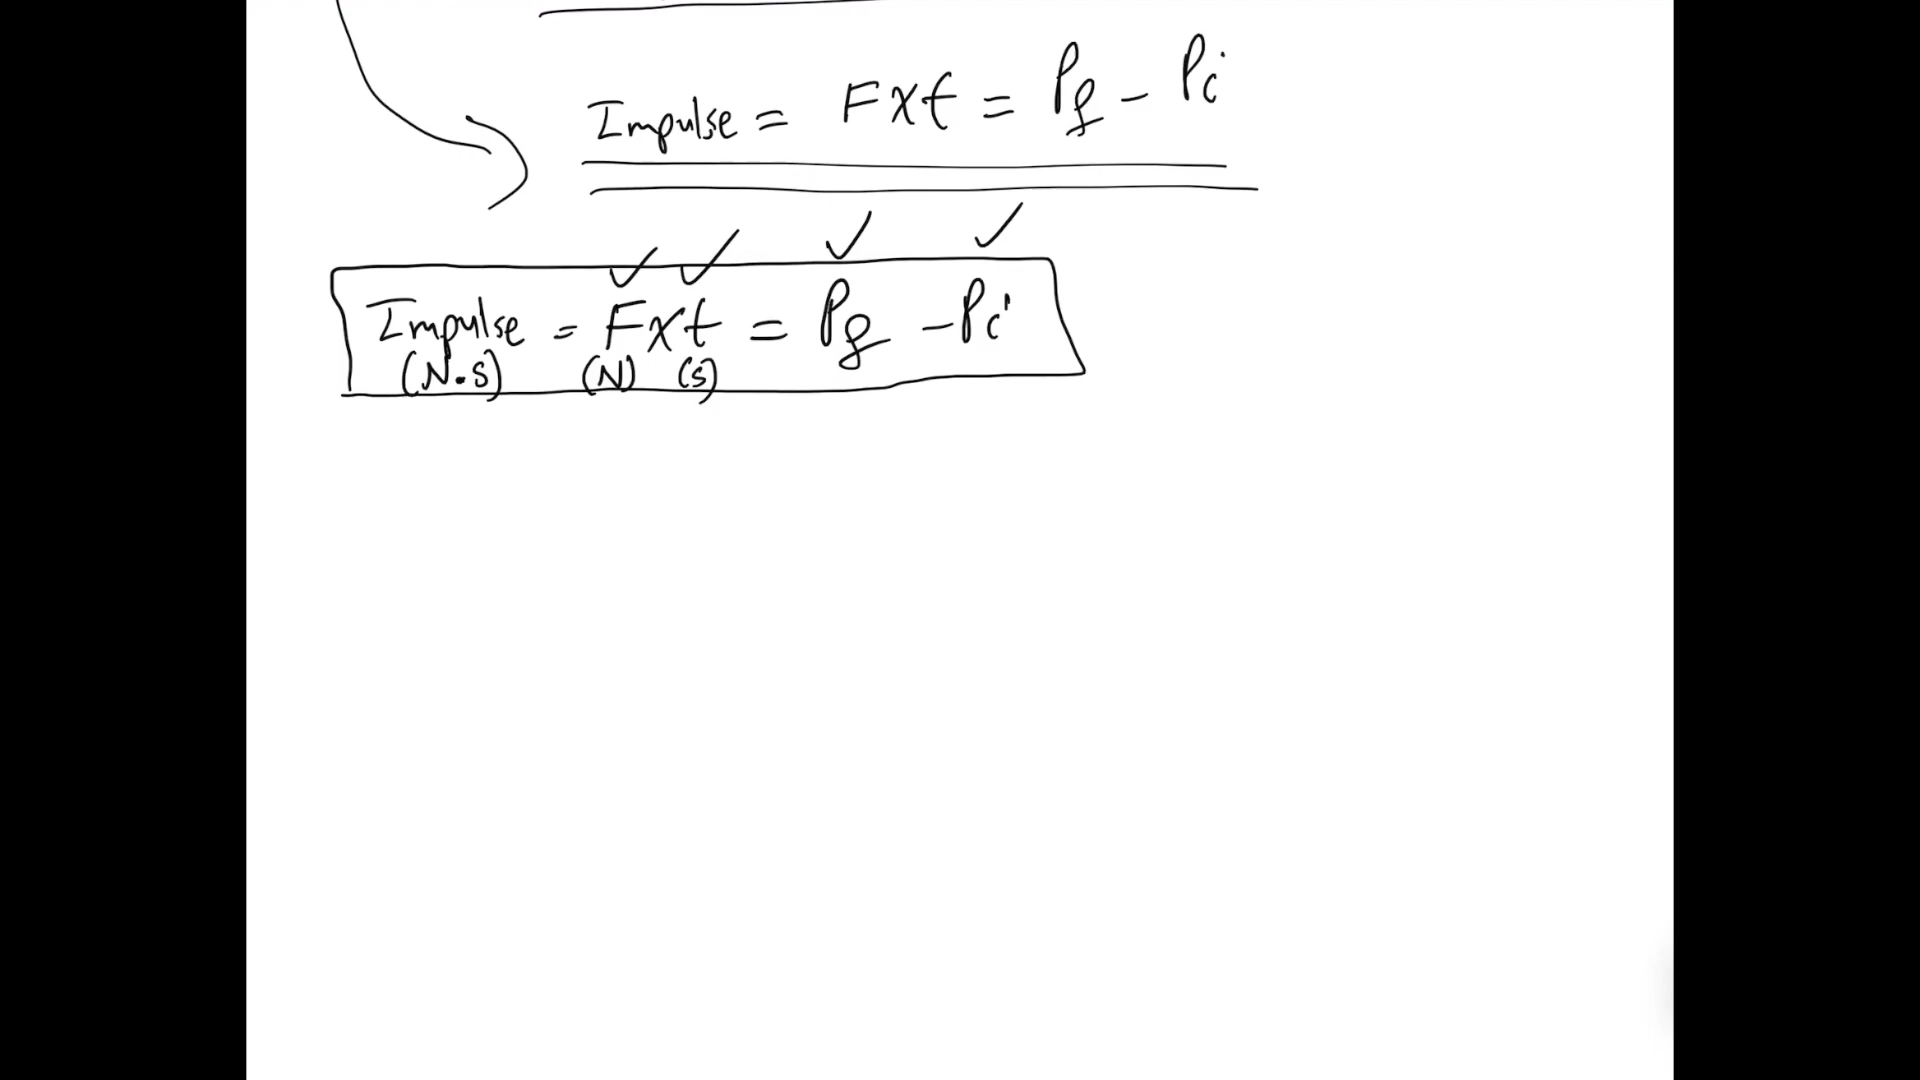 Impulse = F x t = Pf - Pi
Impulse = F x t = Pf - Pi
(N.s) (N) (s)